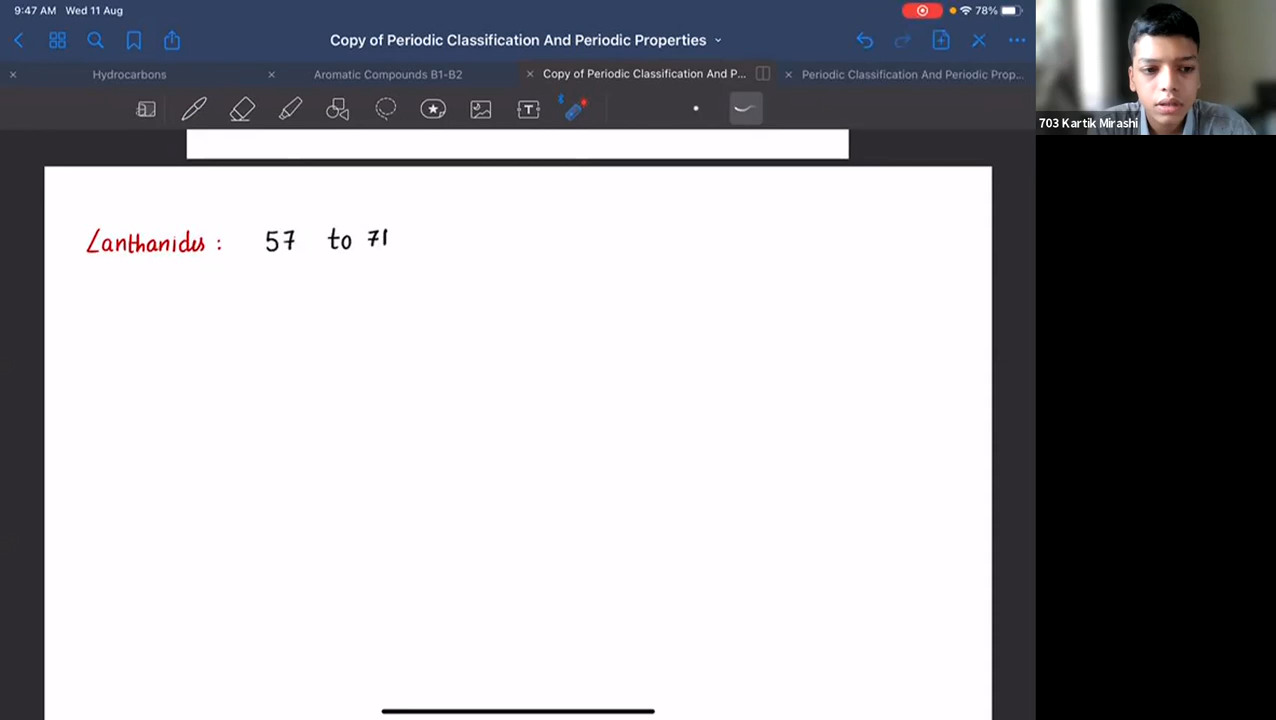 9:47 AM Wed 11 Aug
78%
Copy of Periodic Classification And Periodic Properties
Hydrocarbons
Aromatic Compounds B1-B2
Copy of Periodic Classification And P...
Periodic Classification And Periodic Prop...
T
703 Kartik Mirashi
Lanthanides : 57 to 71